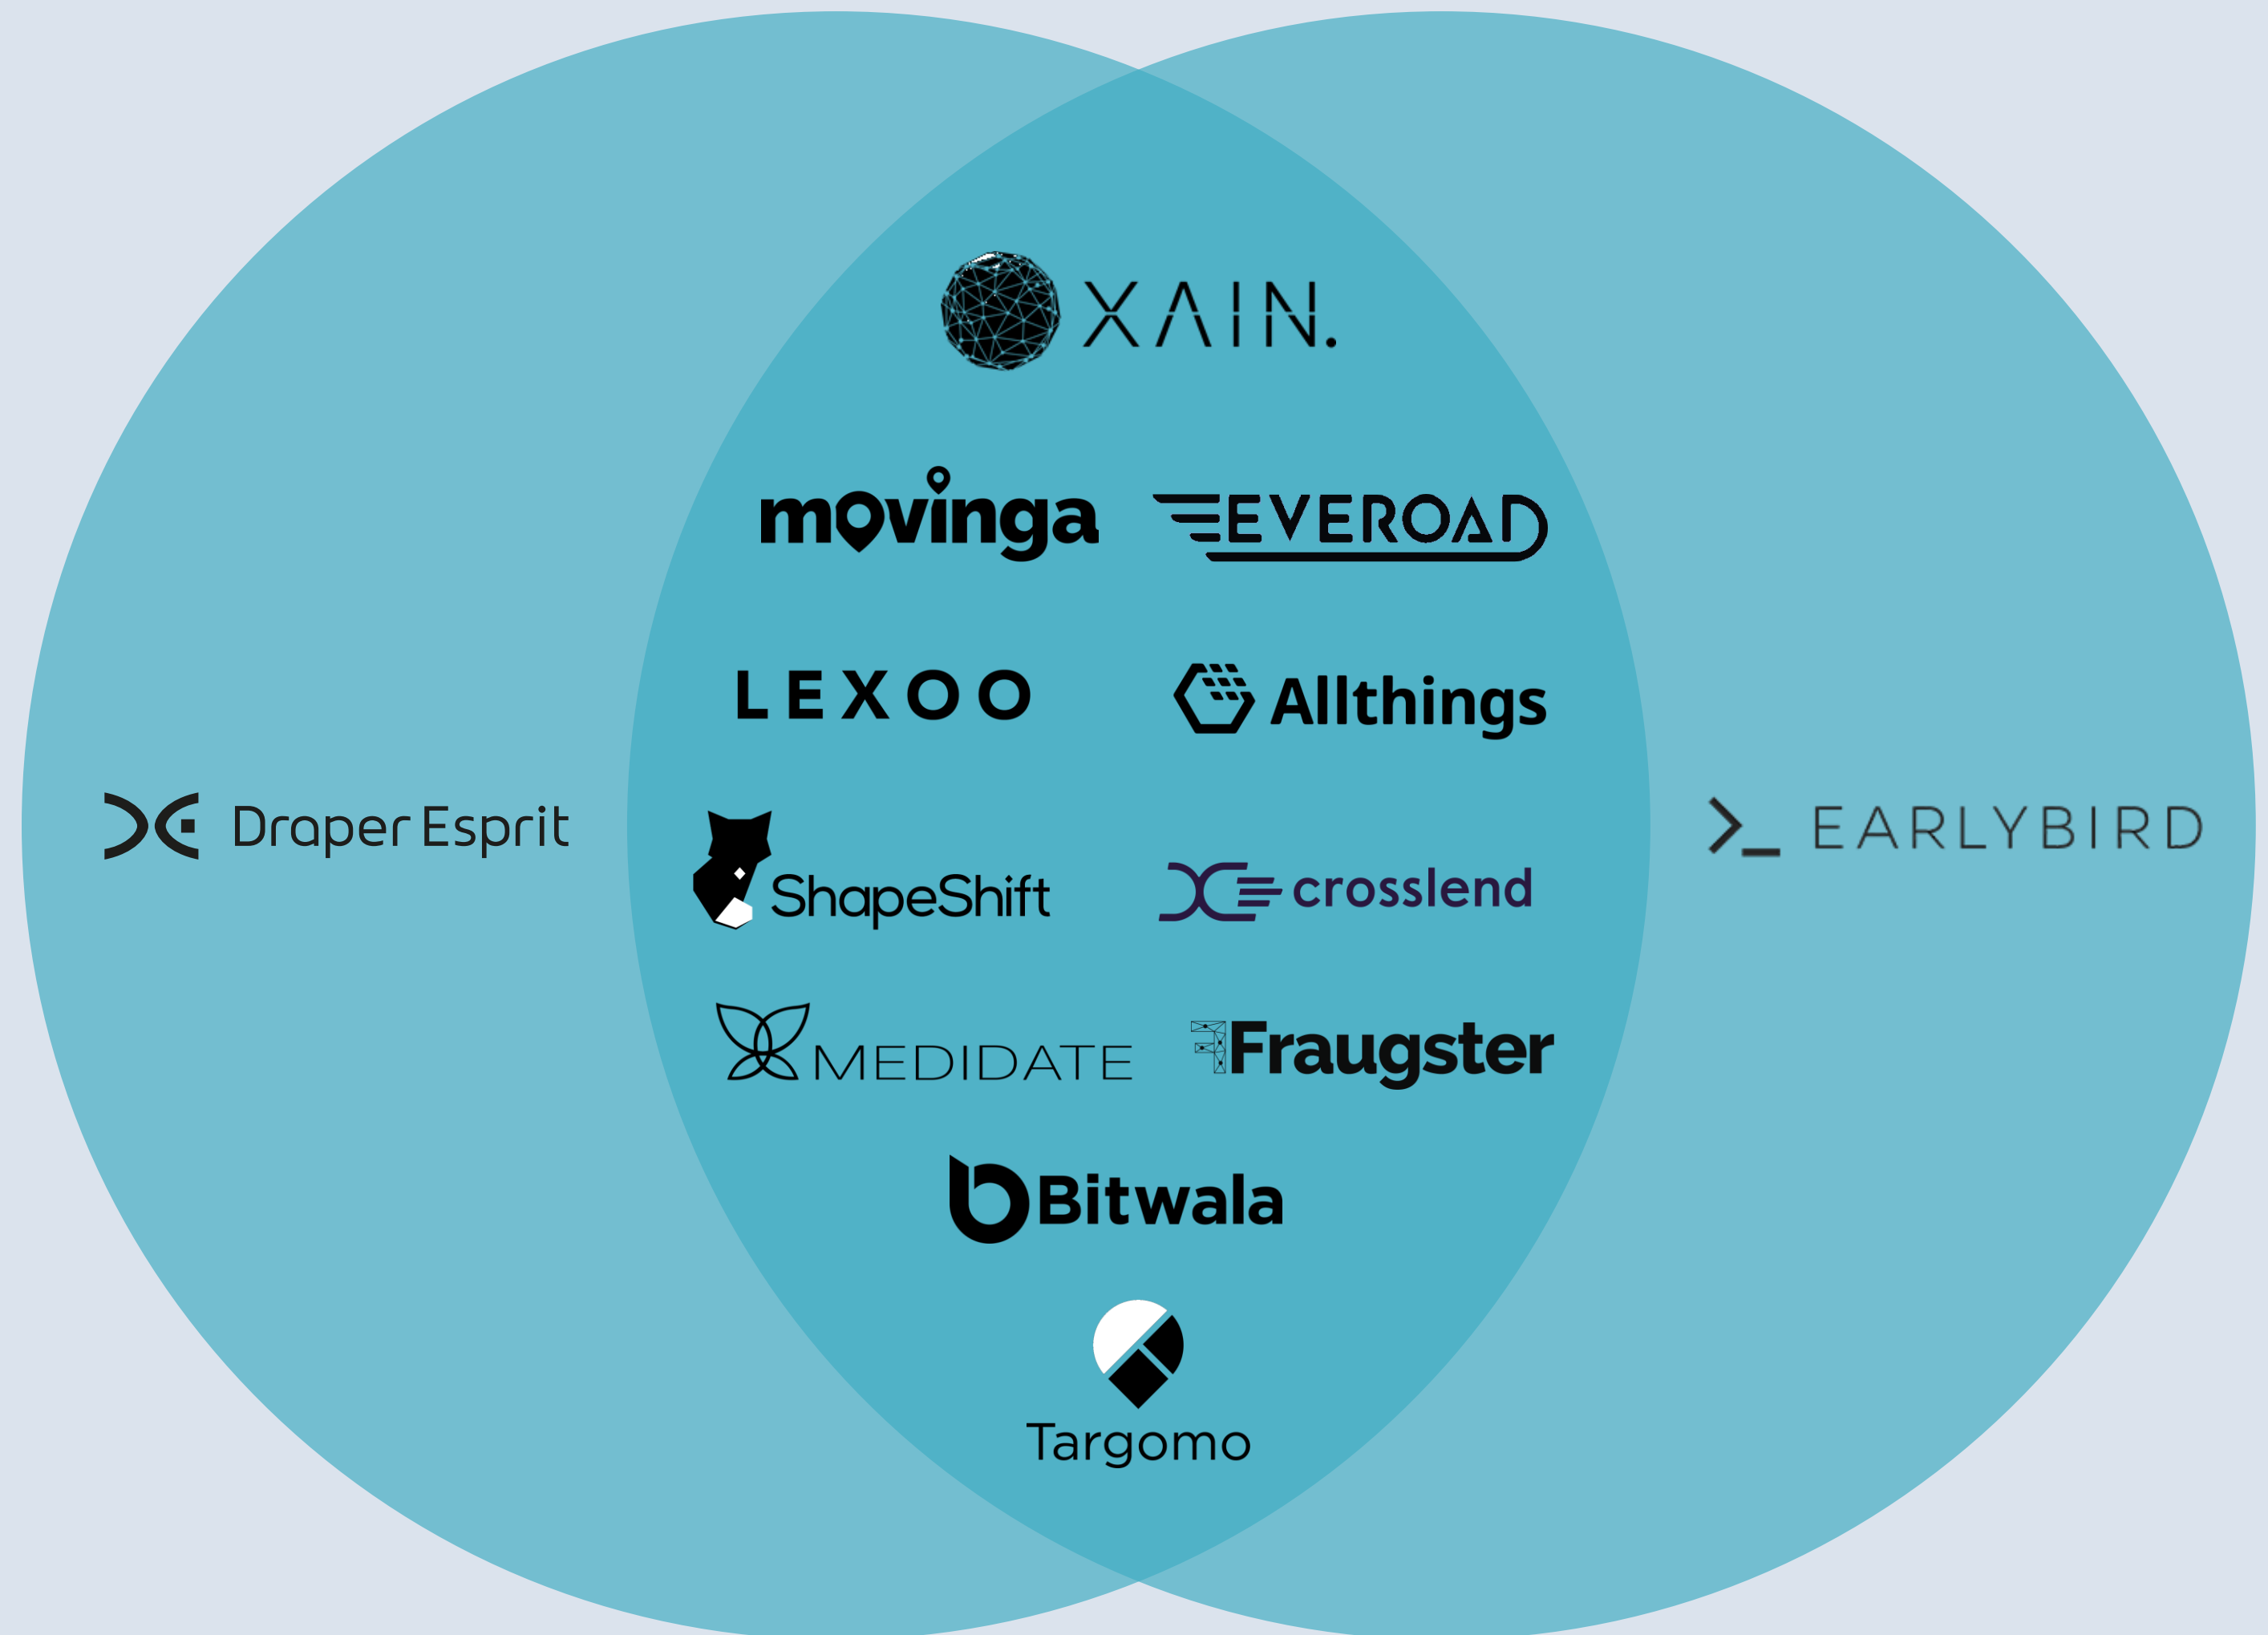 XAIN.
movinga
EVEROAD
LEXOO
Allthings
Draper Esprit
EARLYBIRD
ShapeShift
crosslend
MEDIDATE
Fraugster
Bitwala
Targomo